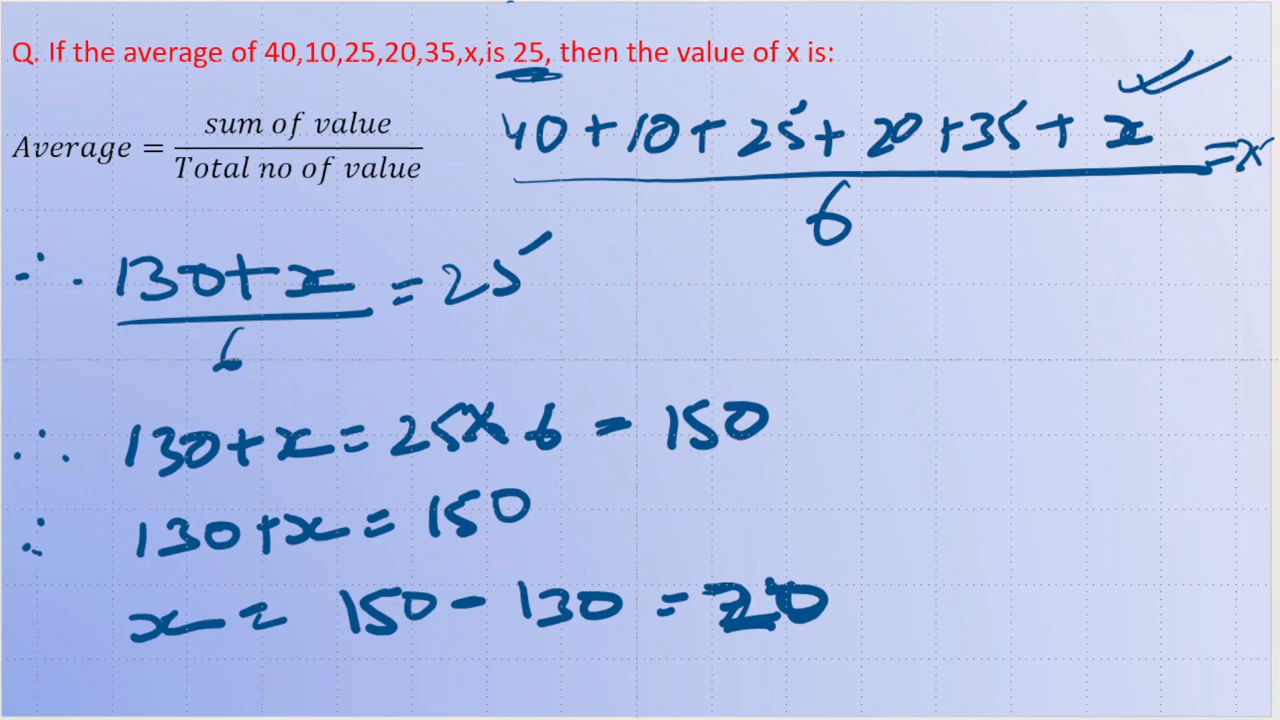 Q. If the average of 40,10,25,20,35,x,is 25, then the value of x is:
Average = sum of value / Total no of value
40 + 10 + 25 + 20 + 35 + x / 6 = x
∴ 130 + x / 6 = 25
∴ 130 + x = 25 × 6 = 150
∴ 130 + x = 150
x = 150 - 130 = 20